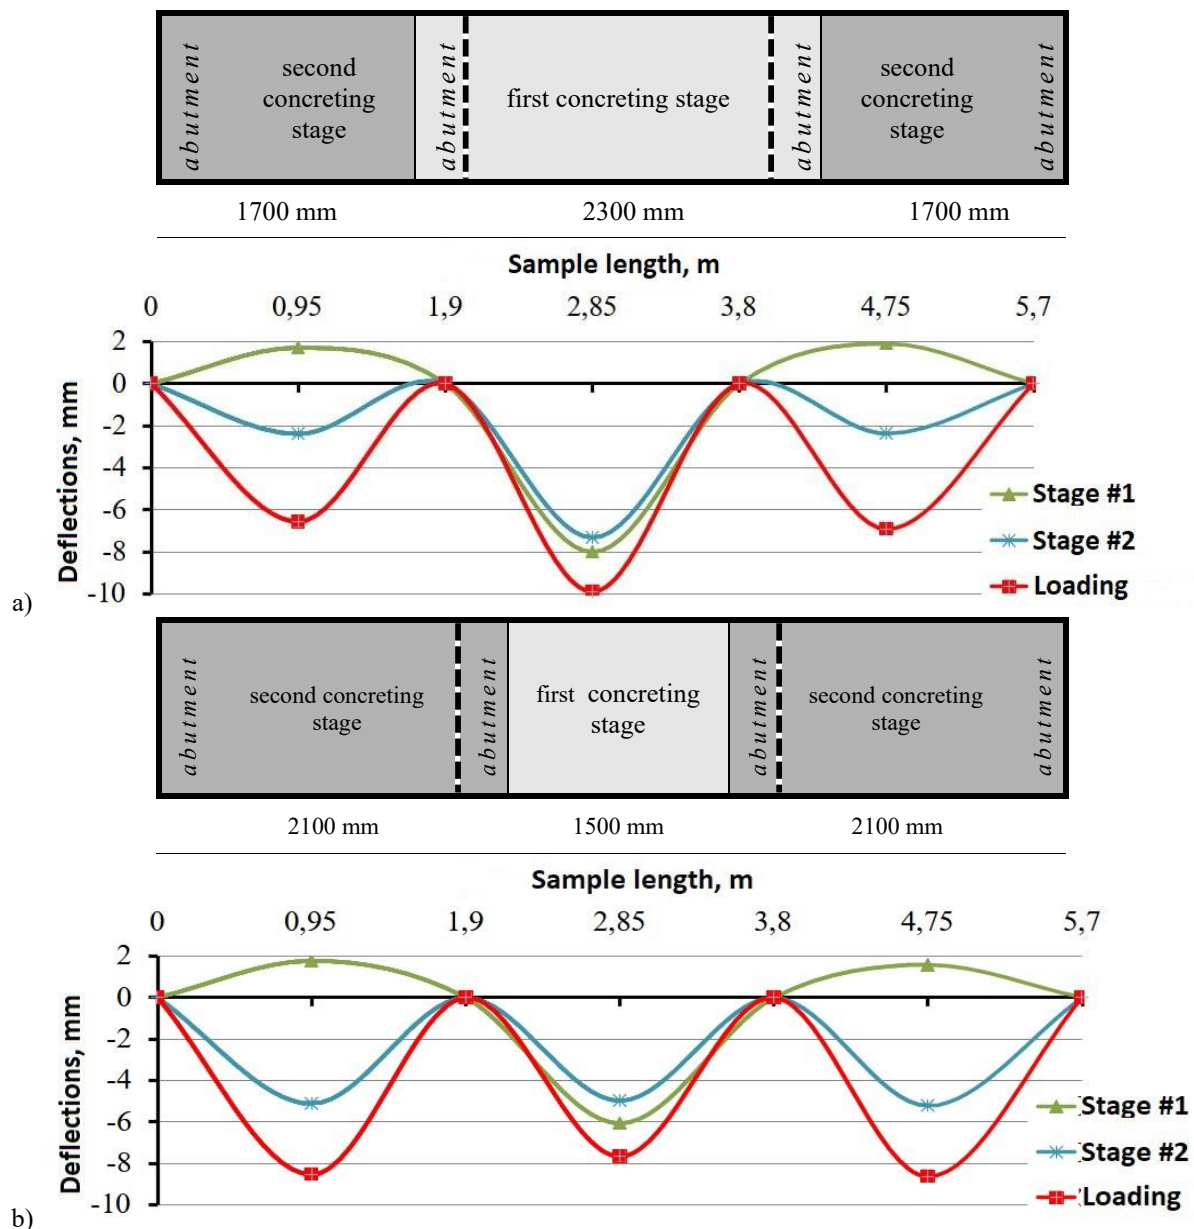 abutment
second
concreting
stage
abutment
first concreting stage
abutment
second
concreting
stage
abutment
1700 mm
2300 mm
1700 mm
Sample length, m
0
0,95
1,9
2,85
3,8
4,75
5,7
Deflections, mm
2
0
-2
-4
-6
-8
-10
Stage #1
Stage #2
Loading
a)
abutment
second concreting
stage
abutment
first concreting
stage
abutment
second concreting
stage
abutment
2100 mm
1500 mm
2100 mm
Sample length, m
0
0,95
1,9
2,85
3,8
4,75
5,7
Deflections, mm
2
0
-2
-4
-6
-8
-10
Stage #1
Stage #2
Loading
b)